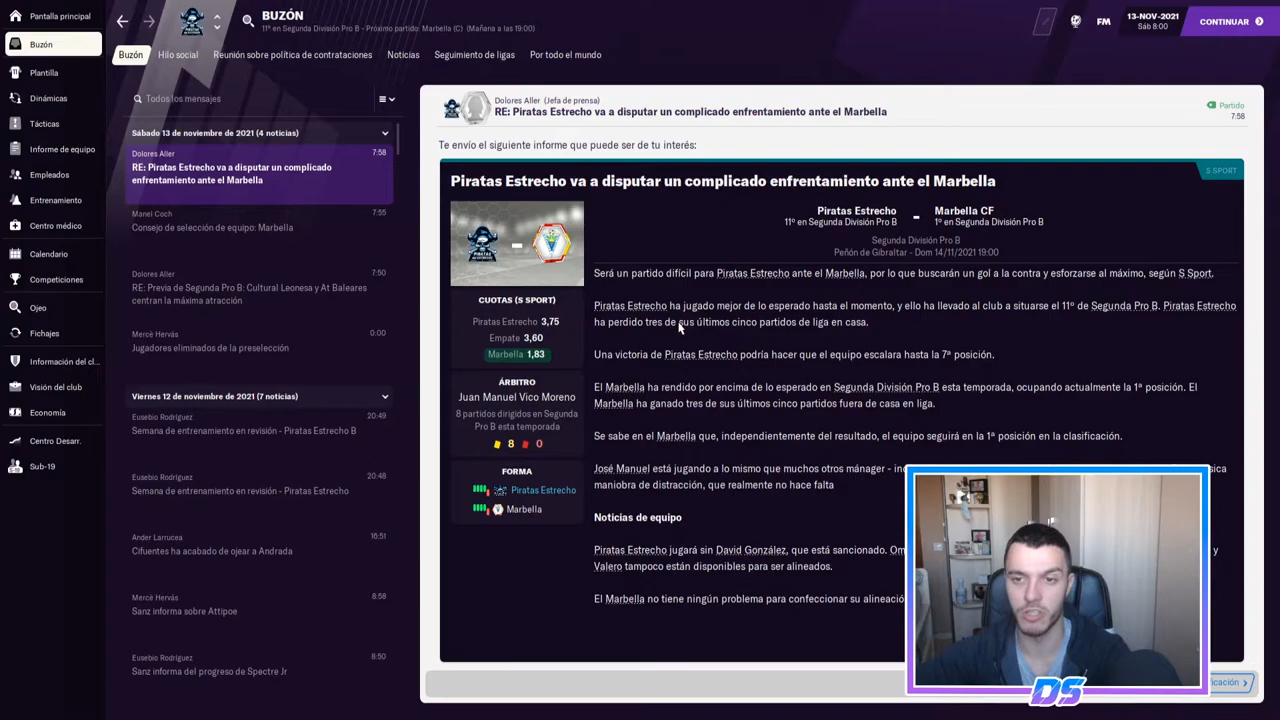 Pantalla principal
Buzón
Plantilla
Dinámicas
Tácticas
Informe de equipo
Empleados
Entrenamiento
Centro médico
Calendario
Competiciones
Ojeo
Fichajes
Información del cl...
Visión del club
Economía
Centro Desarr.
Sub-19
BUZÓN
11º en Segunda División Pro B - Próximo partido: Marbella (C) (Mañana a las 19:00)
FM
13-NOV-2021
Sáb 8:00
CONTINUAR
Buzón
Hilo social
Reunión sobre política de contrataciones
Noticias
Seguimiento de ligas
Por todo el mundo
Todos los mensajes
Sábado 13 de noviembre de 2021 (4 noticias)
Dolores Aller 7:58
RE: Piratas Estrecho va a disputar un complicado
enfrentamiento ante el Marbella
Manel Coch 7:55
Consejo de selección de equipo: Marbella
Dolores Aller 7:50
RE: Previa de Segunda Pro B: Cultural Leonesa y At Baleares
centran la máxima atracción
Mercè Hervás 0:00
Jugadores eliminados de la preselección
Viernes 12 de noviembre de 2021 (7 noticias)
Eusebio Rodríguez 20:49
Semana de entrenamiento en revisión - Piratas Estrecho B
Eusebio Rodríguez 20:48
Semana de entrenamiento en revisión - Piratas Estrecho
Ander Larrucea 16:51
Cifuentes ha acabado de ojear a Andrada
Mercè Hervás 8:58
Sanz informa sobre Attipoe
Eusebio Rodríguez 8:50
Sanz informa del progreso de Spectre Jr
Dolores Aller (Jefa de prensa)
RE: Piratas Estrecho va a disputar un complicado enfrentamiento ante el Marbella
Partido
7:58
Te envío el siguiente informe que puede ser de tu interés:
S SPORT
Piratas Estrecho va a disputar un complicado enfrentamiento ante el Marbella
Piratas Estrecho - Marbella CF
11º en Segunda División Pro B 1º en Segunda División Pro B
Segunda División Pro B
Peñón de Gibraltar - Dom 14/11/2021 19:00
CUOTAS (S SPORT)
Piratas Estrecho 3,75
Empate 3,60
Marbella 1,83
ÁRBITRO
Juan Manuel Vico Moreno
8 partidos dirigidos en Segunda
Pro B esta temporada
8 0
FORMA
Piratas Estrecho
Marbella
Será un partido difícil para Piratas Estrecho ante el Marbella, por lo que buscarán un gol a la contra y esforzarse al máximo, según S Sport.
Piratas Estrecho ha jugado mejor de lo esperado hasta el momento, y ello ha llevado al club a situarse el 11º de Segunda Pro B. Piratas Estrecho
ha perdido tres de sus últimos cinco partidos de liga en casa.
Una victoria de Piratas Estrecho podría hacer que el equipo escalara hasta la 7ª posición.
El Marbella ha rendido por encima de lo esperado en Segunda División Pro B esta temporada, ocupando actualmente la 1ª posición. El
Marbella ha ganado tres de sus últimos cinco partidos fuera de casa en liga.
Se sabe en el Marbella que, independientemente del resultado, el equipo seguirá en la 1ª posición en la clasificación.
José Manuel está jugando a lo mismo que muchos otros mánager -
maniobra de distracción, que realmente no hace falta
Noticias de equipo
Piratas Estrecho jugará sin David González, que está sancionado. y
Valero tampoco están disponibles para ser alineados.
El Marbella no tiene ningún problema para confeccionar su
DS